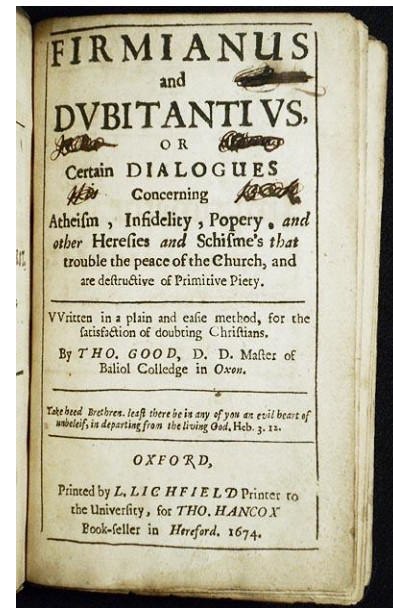 FIRMIANUS
and
DVBITANTIVS,
OR
Certain DIALOGUES
Concerning
Atheiſm , Infidelity , Popery , and
other Hereſies and Schiſme's that
trouble the peace of the Church, and
are deſtructive of Primitive Piety.
VVritten in a plain and eaſie method, for the
ſatisfaction of doubting Chriſtians.
By THO. GOOD, D. D. Maſter of
Baliol Colledge in Oxon.
Take heed Brethren. leaſt there be in any of you an evil heart of
unbeleif, in departing from the living God, Heb. 3. 12.
OXFORD,
Printed by L. LICHFIELD Printer to
the Univerſity, for THO. HANCOX
Book-ſeller in Hereford. 1674.